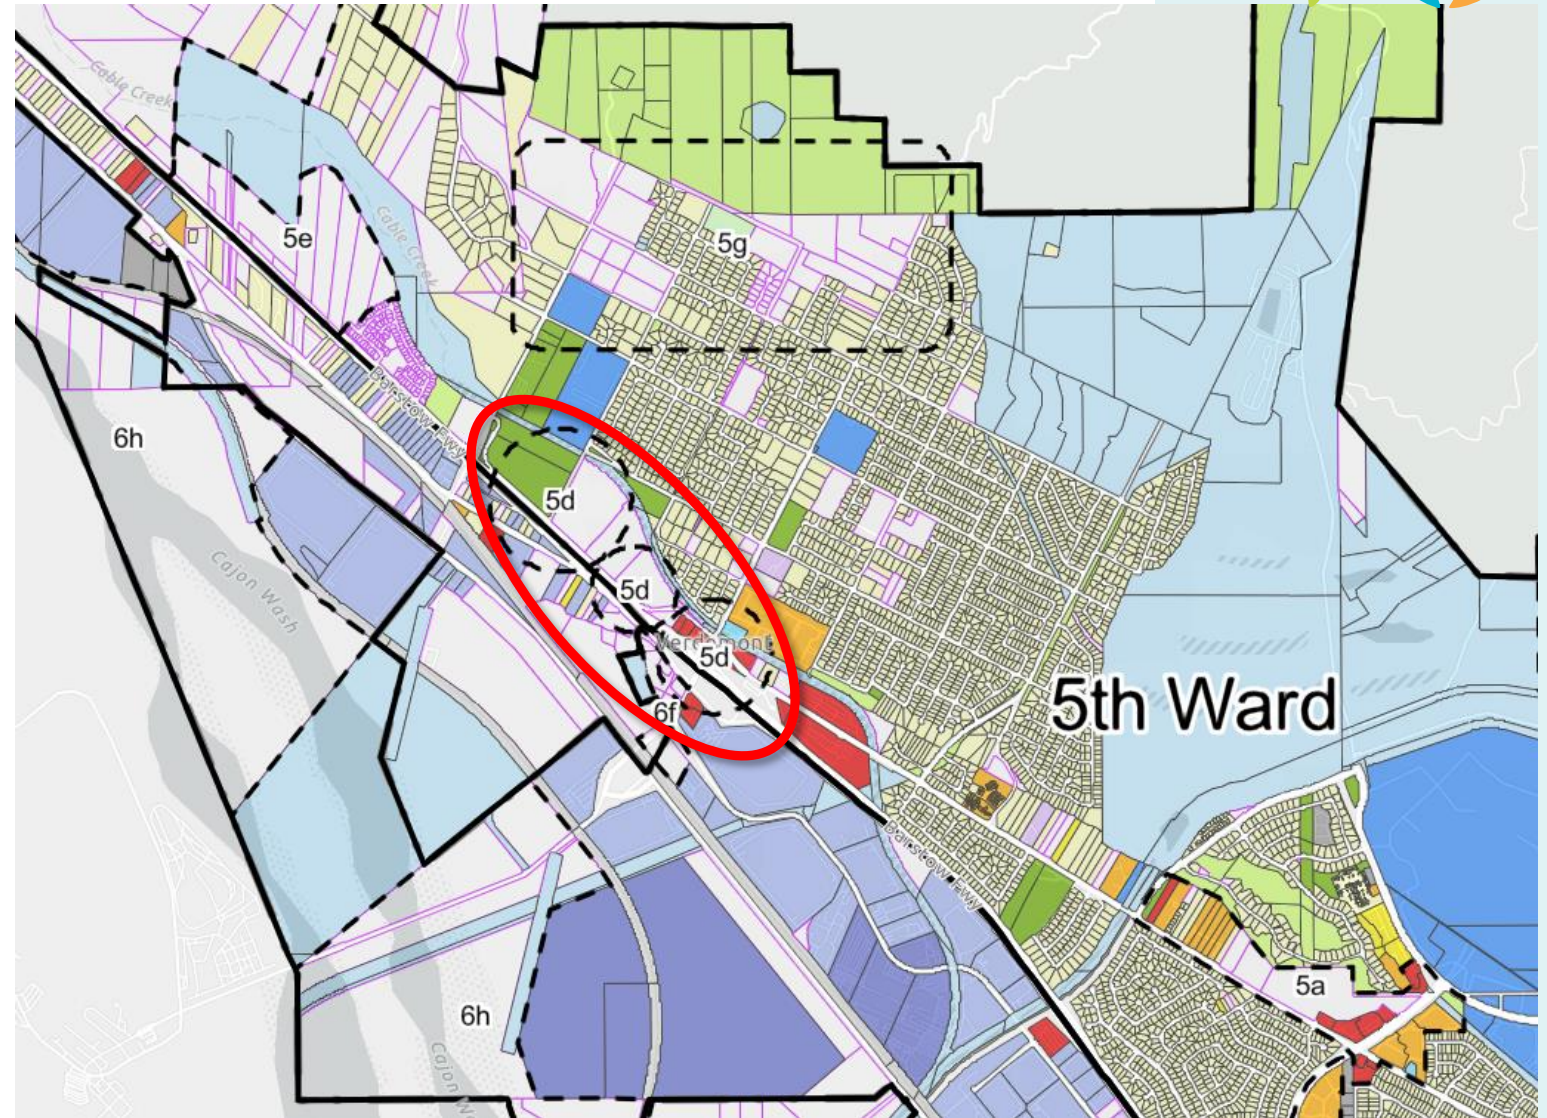 Cable Creek
5e
Cable Creek
5g
Barstow Fwy
6h
5d
Cajon Wash
5d
Verdemont
5d
6f
5th Ward
Barstow Fwy
5a
6h
Cajon W